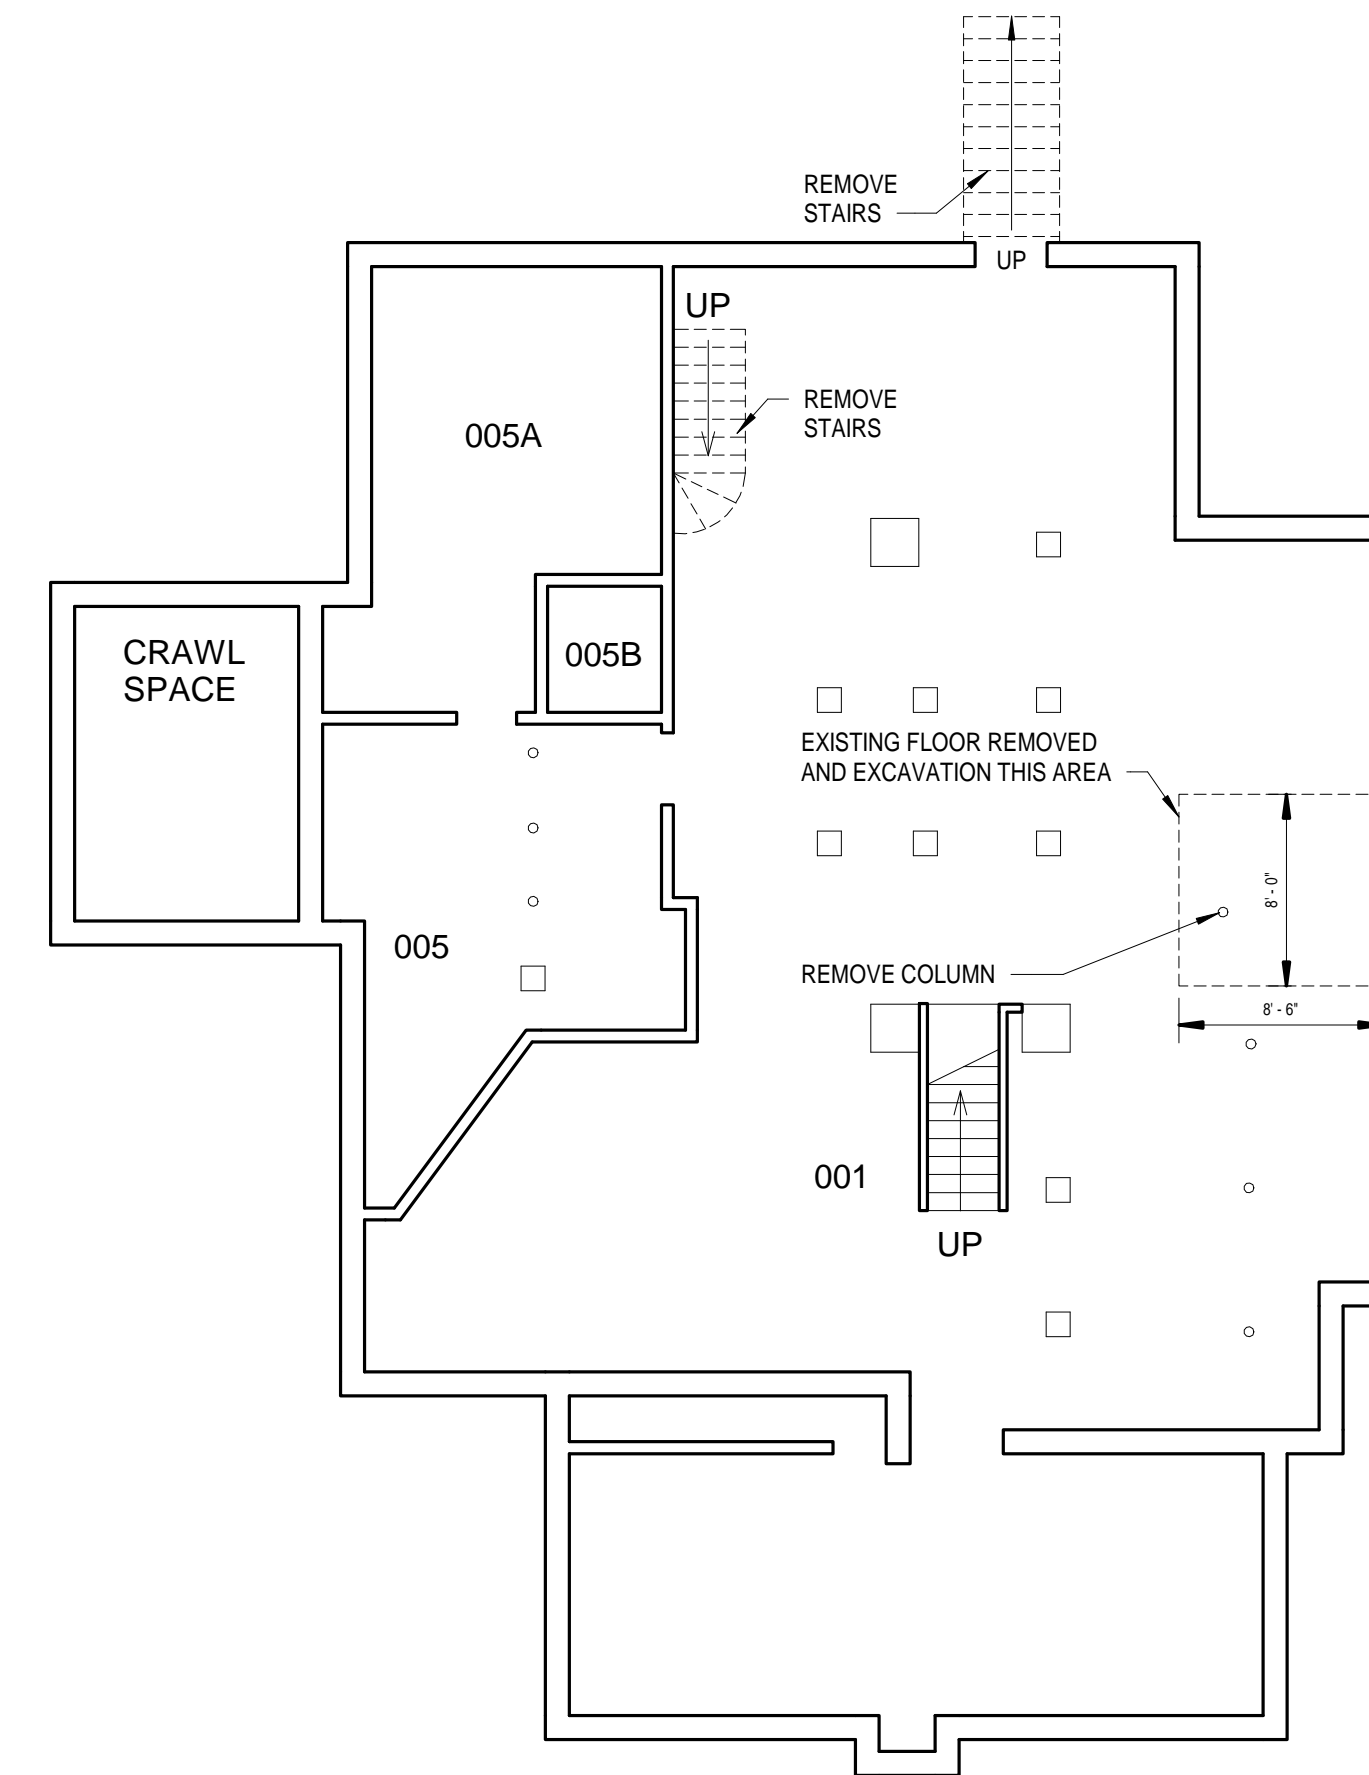 REMOVE
STAIRS
UP
UP
REMOVE
STAIRS
005A
005B
CRAWL
SPACE
EXISTING FLOOR REMOVED
AND EXCAVATION THIS AREA
8' - 0"
005
REMOVE COLUMN
8' - 6"
001
UP